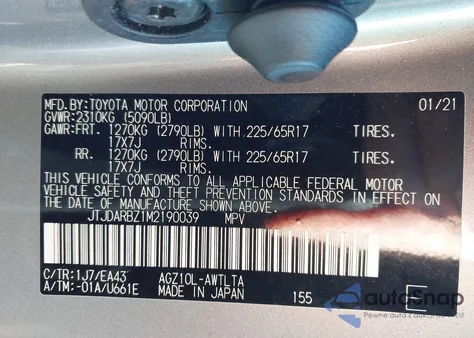 MFD.BY:TOYOTA MOTOR CORPORATION 01/21
GVWR:2310KG (5090LB)
GAWR:FRT. 1270KG (2790LB) WITH 225/65R17 TIRES.
17X7J RIMS.
RR. 1270KG (2790LB) WITH 225/65R17 TIRES.
17X7J RIMS.
THIS VEHICLE CONFORMS TO ALL APPLICABLE FEDERAL MOTOR
VEHICLE SAFETY AND THEFT PREVENTION STANDARDS IN EFFECT ON
THE DATE OF MANUFACTURE SHOWN ABOVE.
JTJDARBZ1M2190039 MPV
C/TR:1J7/EA43 AGZ10L-AWTLTA
A/TM:-01A/U661E MADE IN JAPAN 155 E
autoSnap
Pewne auta z aukcji